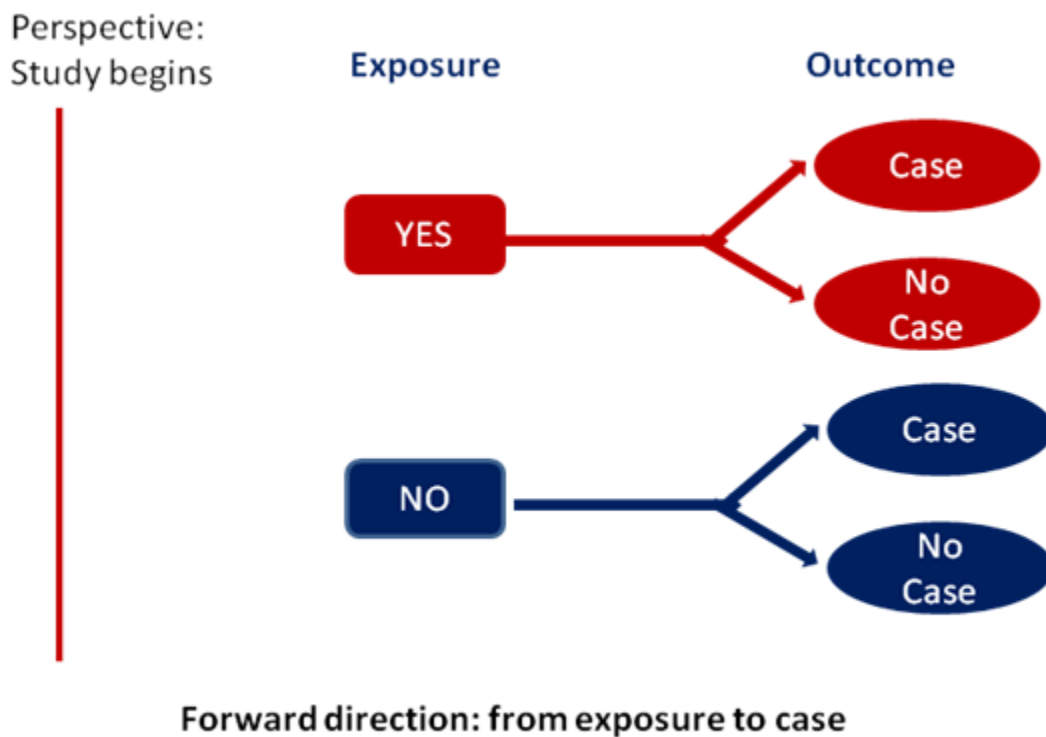 Perspective:
Study begins
Exposure
Outcome
YES
Case
No
Case
NO
Case
No
Case
Forward direction: from exposure to case